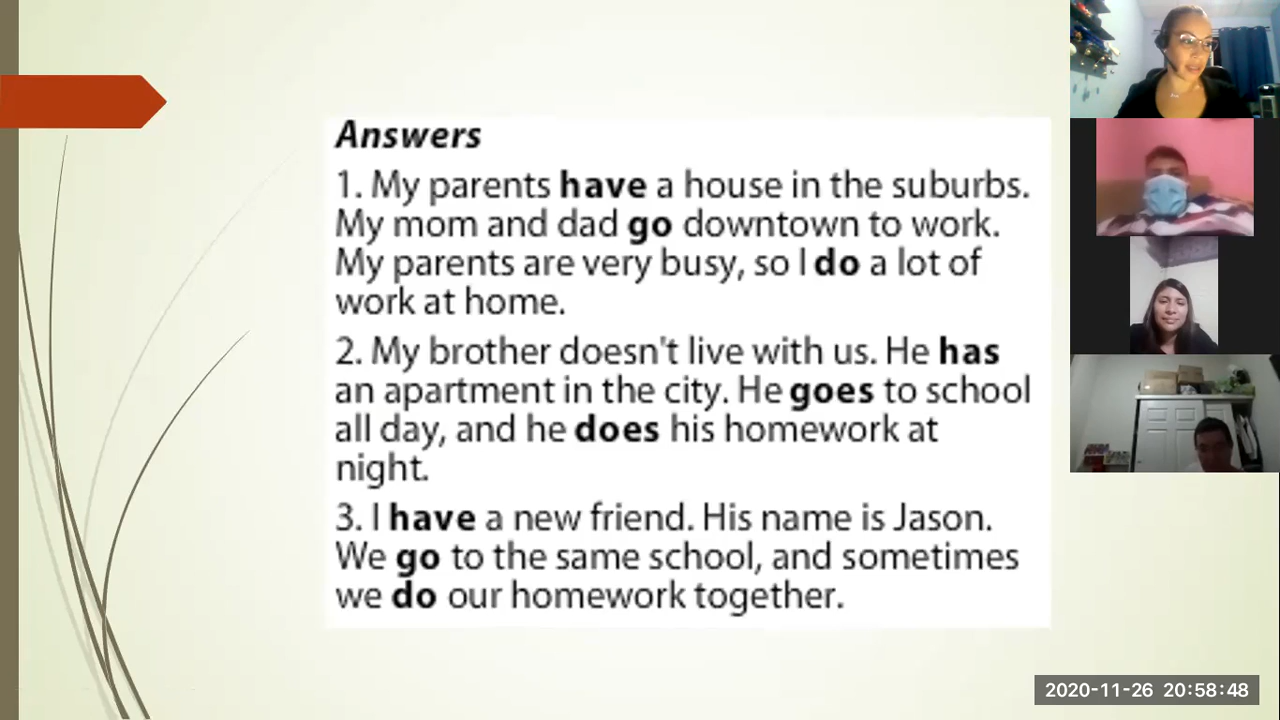 Answers
1. My parents have a house in the suburbs.
My mom and dad go downtown to work.
My parents are very busy, so I do a lot of
work at home.
2. My brother doesn't live with us. He has
an apartment in the city. He goes to school
all day, and he does his homework at
night.
3. I have a new friend. His name is Jason.
We go to the same school, and sometimes
we do our homework together.
2020-11-26 20:58:48